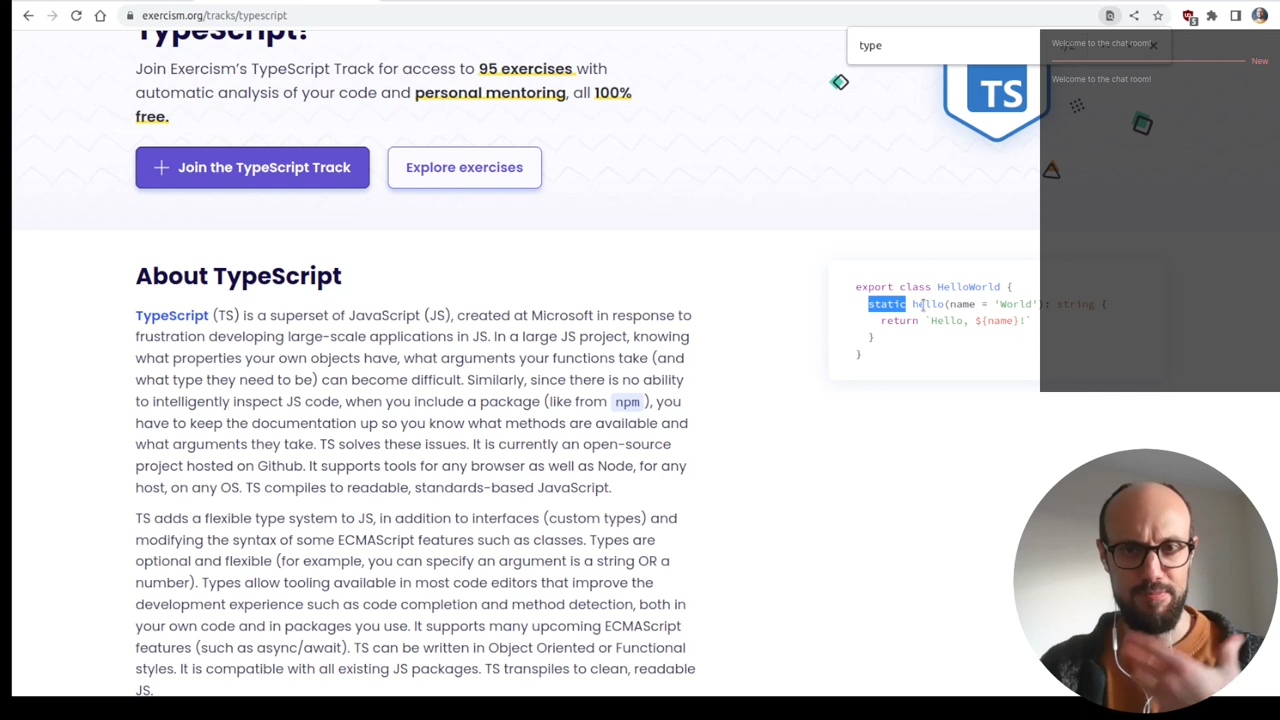 exercism.org/tracks/typescript
5
type
Welcome to the chat room!
New
Welcome to the chat room!
TypeScript!
Join Exercism's TypeScript Track for access to 95 exercises with
automatic analysis of your code and personal mentoring, all 100%
free.
TS
Join the TypeScript Track
Explore exercises
About TypeScript
TypeScript (TS) is a superset of JavaScript (JS), created at Microsoft in response to
frustration developing large-scale applications in JS. In a large JS project, knowing
what properties your own objects have, what arguments your functions take (and
what type they need to be) can become difficult. Similarly, since there is no ability
to intelligently inspect JS code, when you include a package (like from npm ), you
have to keep the documentation up so you know what methods are available and
what arguments they take. TS solves these issues. It is currently an open-source
project hosted on Github. It supports tools for any browser as well as Node, for any
host, on any OS. TS compiles to readable, standards-based JavaScript.
TS adds a flexible type system to JS, in addition to interfaces (custom types) and
modifying the syntax of some ECMAScript features such as classes. Types are
optional and flexible (for example, you can specify an argument is a string OR a
number). Types allow tooling available in most code editors that improve the
development experience such as code completion and method detection, both in
your own code and in packages you use. It supports many upcoming ECMAScript
features (such as async/await). TS can be written in Object Oriented or Functional
styles. It is compatible with all existing JS packages. TS transpiles to clean, readable
JS.
export class HelloWorld {
static hello(name = 'World'): string {
return `Hello, ${name}!`
}
}